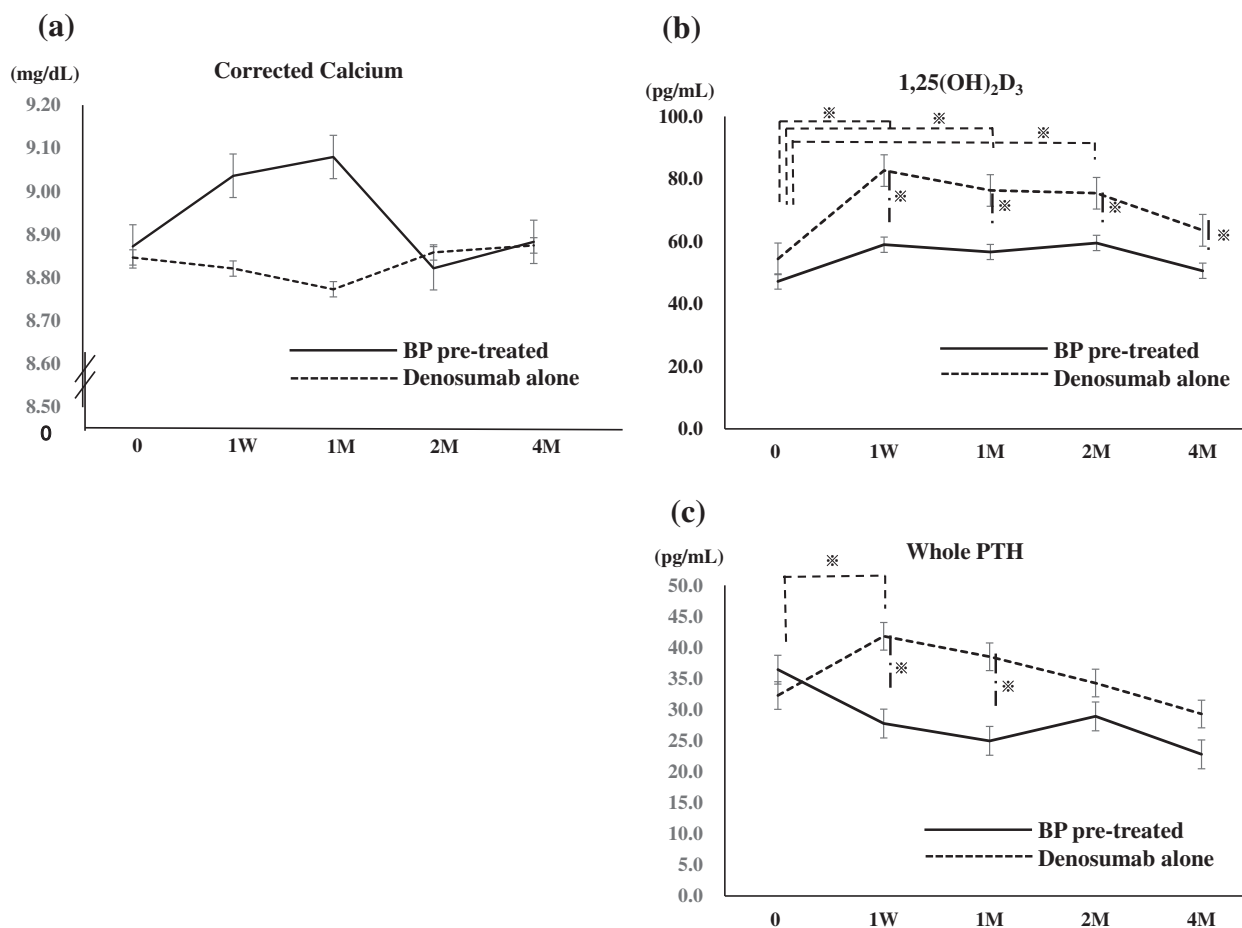 (a)
(mg/dL)
Corrected Calcium
9.20
9.10
9.00
8.90
8.80
8.70
8.60
8.50
0
BP pre-treated
Denosumab alone
0 1W 1M 2M 4M
(b)
(pg/mL)
1,25(OH)₂D₃
100.0
80.0
60.0
40.0
20.0
0.0
※ ※ ※
※ ※ ※ ※
BP pre-treated
Denosumab alone
0 1W 1M 2M 4M
(c)
(pg/mL)
Whole PTH
50.0
45.0
40.0
35.0
30.0
25.0
20.0
15.0
10.0
5.0
0.0
※
※ ※
BP pre-treated
Denosumab alone
0 1W 1M 2M 4M